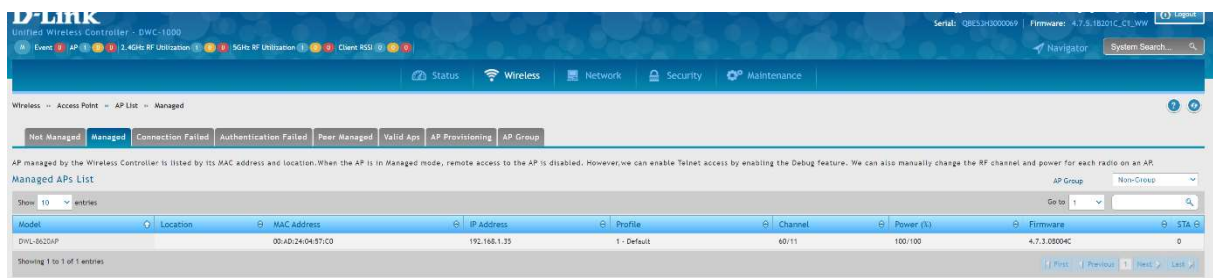 D-Link
Logout
Unified Wireless Controller - DWC-1000
Serial: QBES3H3000069 | Firmware: 4.7.5.1B201C_C1_WW
Event 0 AP 1 0 0 0 2.4GHz RF Utilization 1 0 0 0 5GHz RF Utilization 1 0 0 0 Client RSSI 0 0 0
Navigator System Search...
Status Wireless Network Security Maintenance
Wireless Access Point AP List Managed
Not Managed Managed Connection Failed Authentication Failed Peer Managed Valid Aps AP Provisioning AP Group
AP managed by the Wireless Controller is listed by its MAC address and location.When the AP is in Managed mode, remote access to the AP is disabled. However,we can enable Telnet access by enabling the Debug feature. We can also manually change the RF channel and power for each radio on an AP.
Managed APs List
AP Group Non-Group
Show 10 entries
Go to 1
Model Location MAC Address IP Address Profile Channel Power (%) Firmware STA
DWL-8620AP 00:AD:24:04:57:C0 192.168.1.35 1 - Default 60/11 100/100 4.7.3.0B004C 0
Showing 1 to 1 of 1 entries
First Previous 1 Next Last